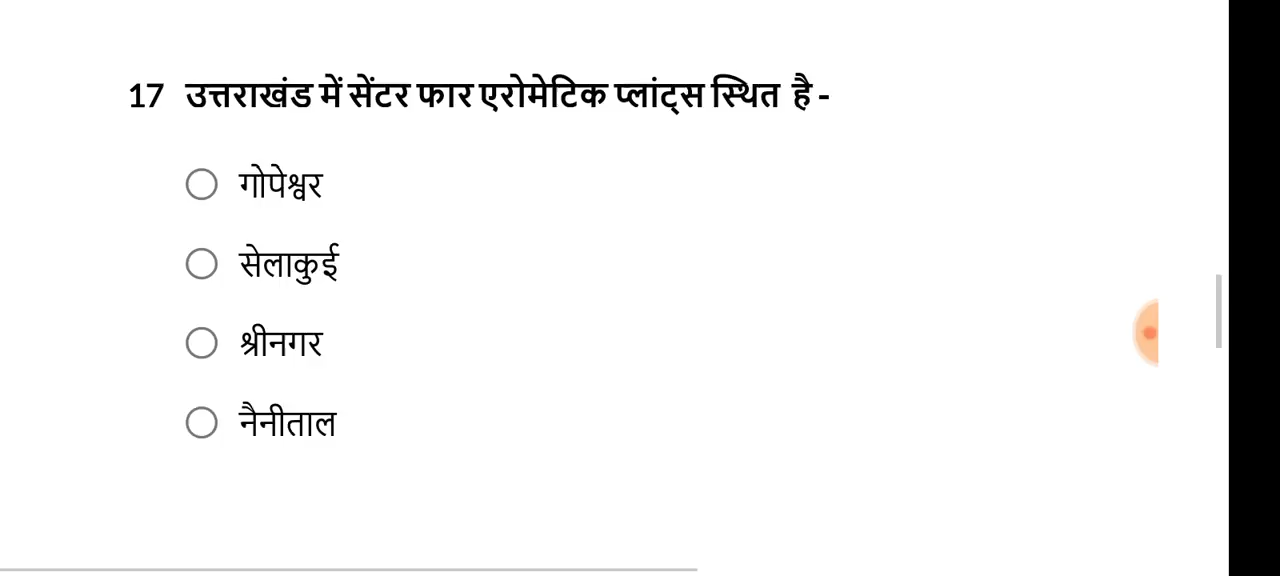 17 उत्तराखंड में सेंटर फार एरोमेटिक प्लांट्स स्थित है -
गोपेश्वर
सेलाकुई
श्रीनगर
नैनीताल